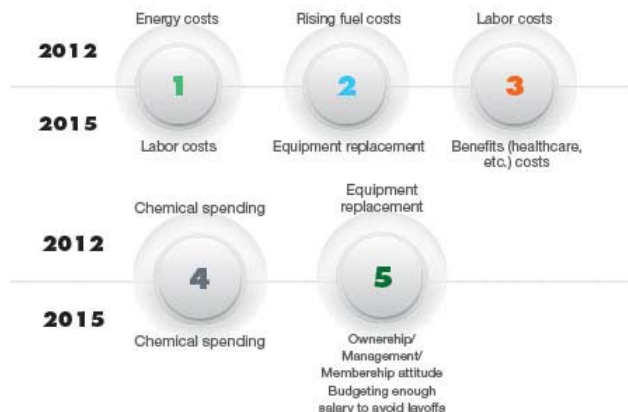 Energy costs
Rising fuel costs
Labor costs
2012
1
2
3
2015
Labor costs
Equipment replacement
Benefits (healthcare,
etc.) costs
Chemical spending
Equipment
replacement
2012
4
5
2015
Chemical spending
Ownership/
Management/
Membership attitude
Budgeting enough
salary to avoid layoffs